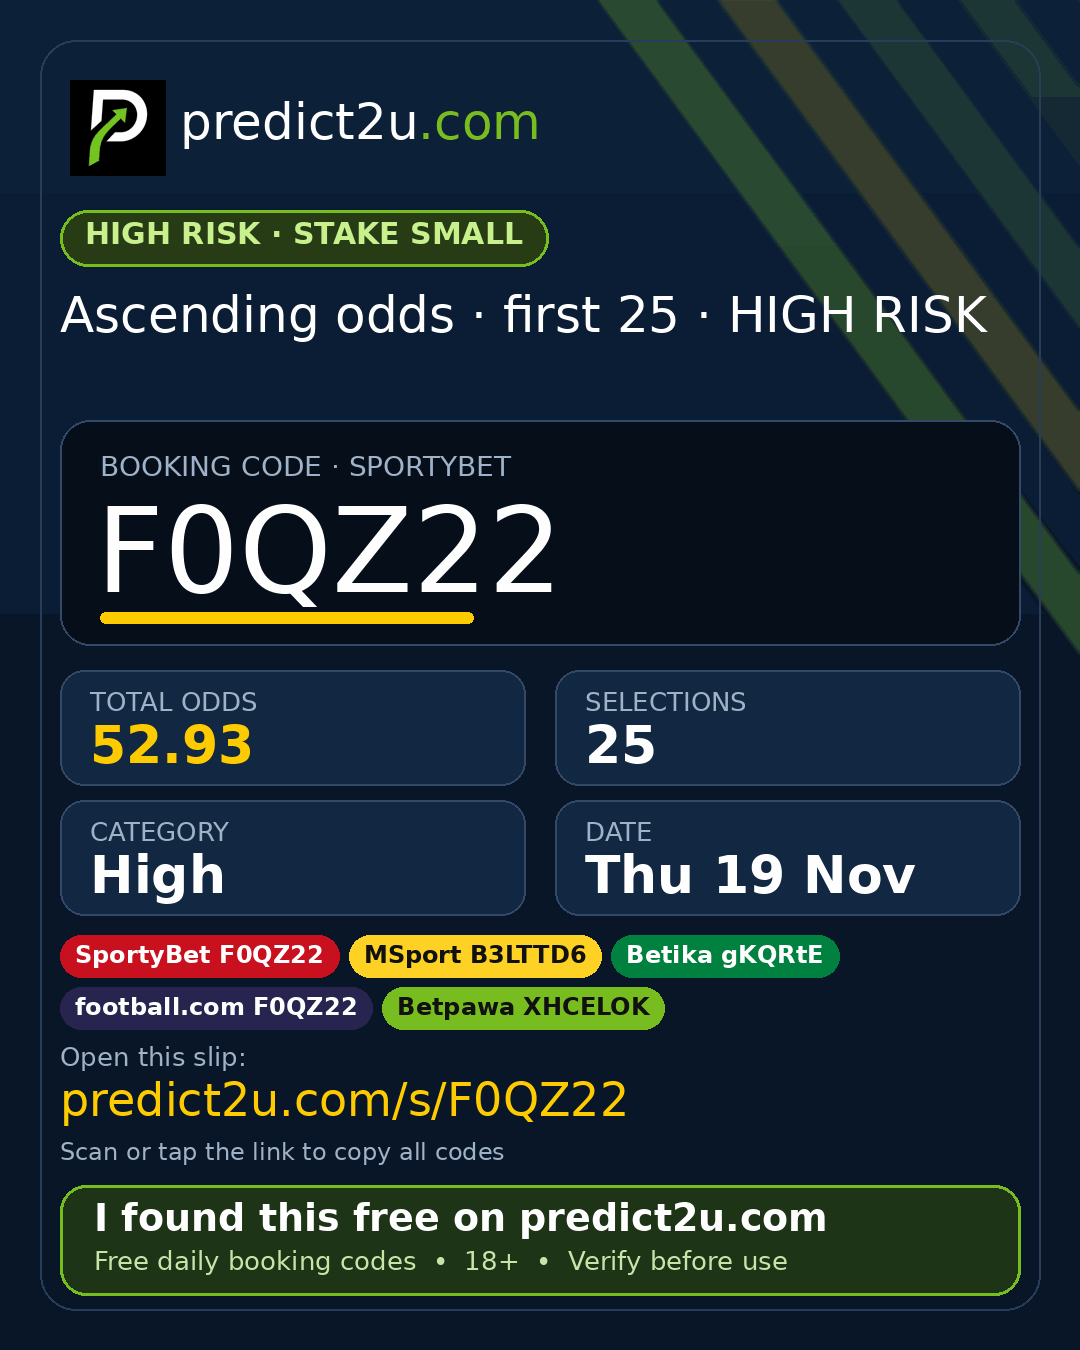 predict2u.com
HIGH RISK · STAKE SMALL
Ascending odds · first 25 · HIGH RISK
BOOKING CODE · SPORTYBET
F0QZ22
TOTAL ODDS
52.93
SELECTIONS
25
CATEGORY
High
DATE
Thu 19 Nov
SportyBet F0QZ22
MSport B3LTTD6
Betika gKQRtE
football.com F0QZ22
Betpawa XHCELOK
Open this slip:
predict2u.com/s/F0QZ22
Scan or tap the link to copy all codes
I found this free on predict2u.com
Free daily booking codes • 18+ • Verify before use